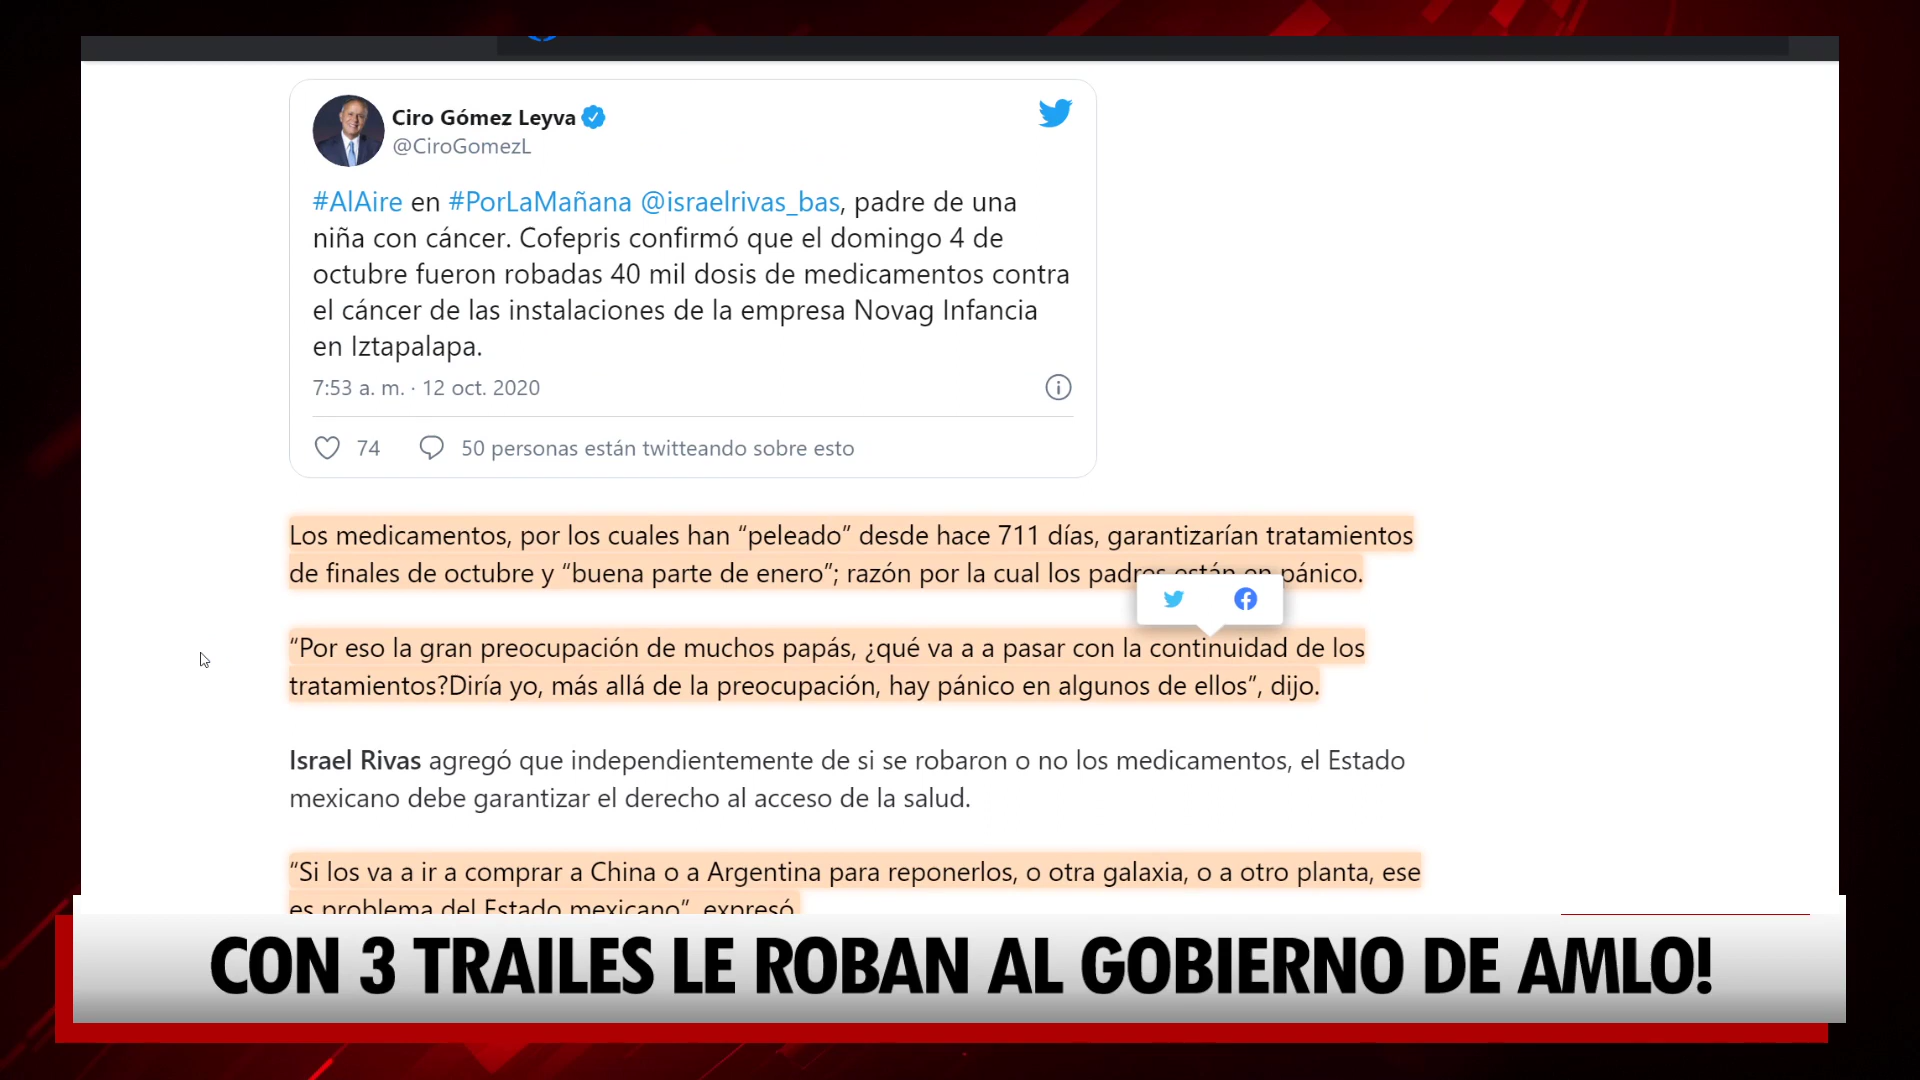 Ciro Gómez Leyva
@CiroGomezL
#AlAire en #PorLaMañana @israelrivas_bas, padre de una
niña con cáncer. Cofepris confirmó que el domingo 4 de
octubre fueron robadas 40 mil dosis de medicamentos contra
el cáncer de las instalaciones de la empresa Novag Infancia
en Iztapalapa.
7:53 a. m. · 12 oct. 2020
74 50 personas están twitteando sobre esto
Los medicamentos, por los cuales han “peleado” desde hace 711 días, garantizarían tratamientos
de finales de octubre y “buena parte de enero”; razón por la cual los padres están en pánico.
“Por eso la gran preocupación de muchos papás, ¿qué va a a pasar con la continuidad de los
tratamientos?Diría yo, más allá de la preocupación, hay pánico en algunos de ellos”, dijo.
Israel Rivas agregó que independientemente de si se robaron o no los medicamentos, el Estado
mexicano debe garantizar el derecho al acceso de la salud.
“Si los va a ir a comprar a China o a Argentina para reponerlos, o otra galaxia, o a otro planta, ese
es problema del Estado mexicano”, expresó
CON 3 TRAILES LE ROBAN AL GOBIERNO DE AMLO!